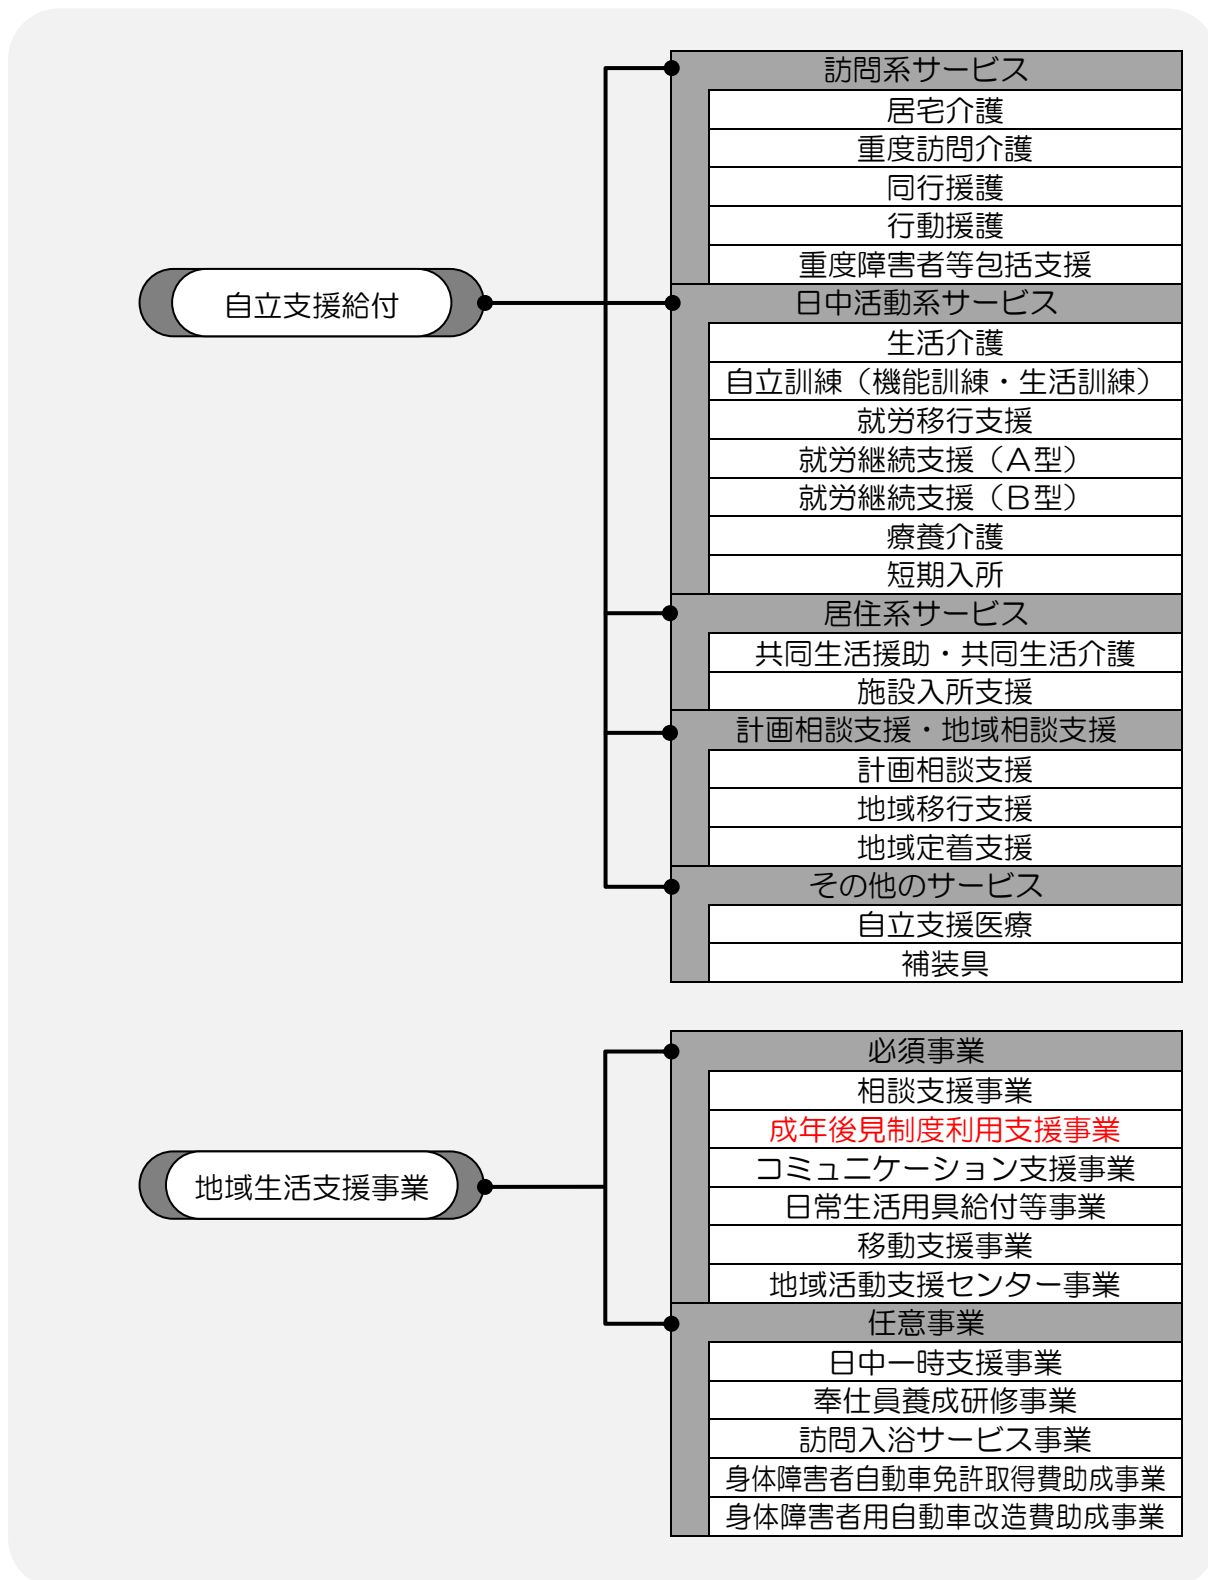 訪問系サービス
居宅介護
重度訪問介護
同行援護
行動援護
重度障害者等包括支援
自立支援給付
日中活動系サービス
生活介護
自立訓練（機能訓練・生活訓練）
就労移行支援
就労継続支援（Ａ型）
就労継続支援（Ｂ型）
療養介護
短期入所
居住系サービス
共同生活援助・共同生活介護
施設入所支援
計画相談支援・地域相談支援
計画相談支援
地域移行支援
地域定着支援
その他のサービス
自立支援医療
補装具
必須事業
相談支援事業
成年後見制度利用支援事業
コミュニケーション支援事業
地域生活支援事業
日常生活用具給付等事業
移動支援事業
地域活動支援センター事業
任意事業
日中一時支援事業
奉仕員養成研修事業
訪問入浴サービス事業
身体障害者自動車免許取得費助成事業
身体障害者用自動車改造費助成事業